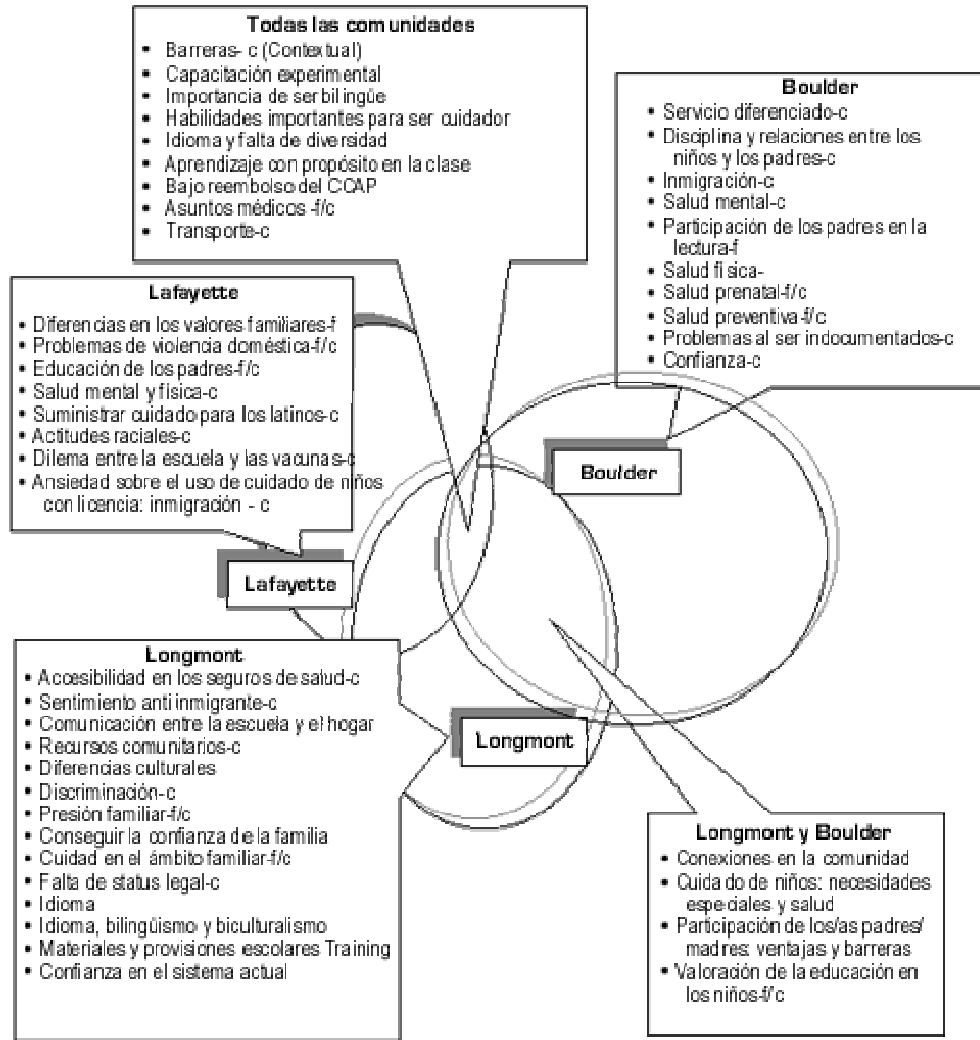 Todas las comunidades
• Barreras- c (Contextual)
• Capacitación experimental
• Importancia de ser bilingüe
• Habilidades importantes para ser cuidador
• Idioma y falta de diversidad
• Aprendizaje con propósito en la clase
• Bajo reembolso del CCAP
• Asuntos médicos -f/c
• Transporte-c
Boulder
• Servicio diferenciado-c
• Disciplina y relaciones entre los
niños y los padres-c
• Inmigración-c
• Salud mental-c
• Participación de los padres en la
lectura-f
• Salud física-
• Salud prenatal-f/c
• Salud preventiva-f/c
• Problemas al ser indocumentados-c
• Confianza-c
Lafayette
• Diferencias en los valores familiares-f
• Problemas de violencia doméstica-f/c
• Educación de los padres-f/c
• Salud mental y física-c
• Suministrar cuidado para los latinos-c
• Actitudes raciales-c
• Dilema entre la escuela y las vacunas-c
• Ansiedad sobre el uso de cuidado de niños
con licencia: inmigración - c
Boulder
Lafayette
Longmont
Longmont
• Accesibilidad en los seguros de salud-c
• Sentimiento antiinmigrante-c
• Comunicación entre la escuela y el hogar
• Recursos comunitarios-c
• Diferencias culturales
• Discriminación-c
• Presión familiar-f/c
• Conseguir la confianza de la familia
• Cuidad en el ámbito familiar-f/c
• Falta de status legal-c
• Idioma
• Idioma, bilingüismo y biculturalismo
• Materiales y provisiones escolares Training
• Confianza en el sistema actual
Longmont y Boulder
• Conexiones en la comunidad
• Cuidado de niños: necesidades
especiales y salud
• Participación de los/as padres/
madres: ventajas y barreras
• Valoración de la educación en
los niños-f/c